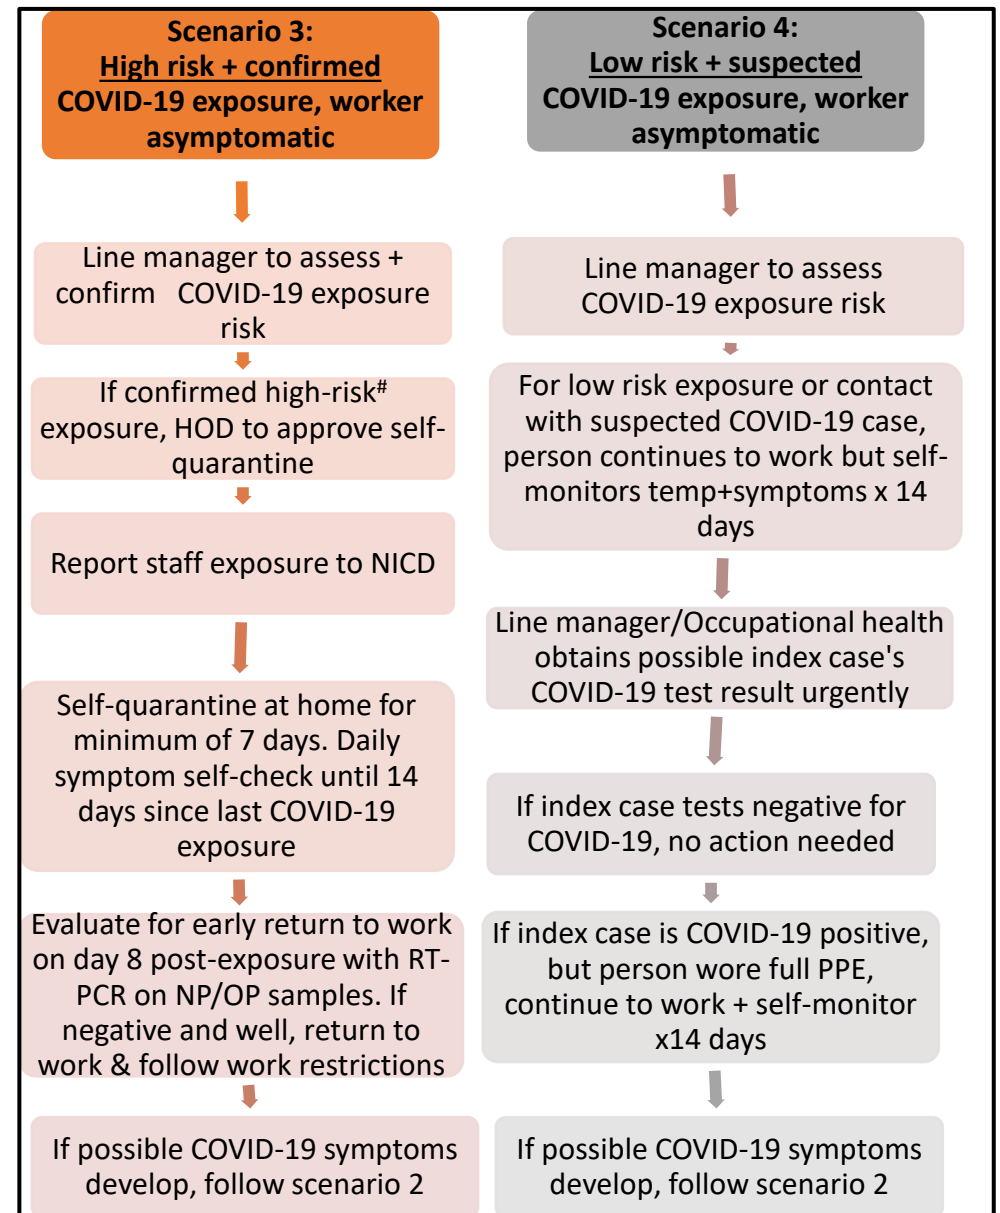 Scenario 3:
High risk + confirmed
COVID-19 exposure, worker
asymptomatic
Line manager to assess +
confirm COVID-19 exposure
risk
If confirmed high-risk#
exposure, HOD to approve self-
quarantine
Report staff exposure to NICD
Self-quarantine at home for
minimum of 7 days. Daily
symptom self-check until 14
days since last COVID-19
exposure
Evaluate for early return to work
on day 8 post-exposure with RT-
PCR on NP/OP samples. If
negative and well, return to
work & follow work restrictions
If possible COVID-19 symptoms
develop, follow scenario 2
Scenario 4:
Low risk + suspected
COVID-19 exposure, worker
asymptomatic
Line manager to assess
COVID-19 exposure risk
For low risk exposure or contact
with suspected COVID-19 case,
person continues to work but self-
monitors temp+symptoms x 14
days
Line manager/Occupational health
obtains possible index case's
COVID-19 test result urgently
If index case tests negative for
COVID-19, no action needed
If index case is COVID-19 positive,
but person wore full PPE,
continue to work + self-monitor
x14 days
If possible COVID-19 symptoms
develop, follow scenario 2